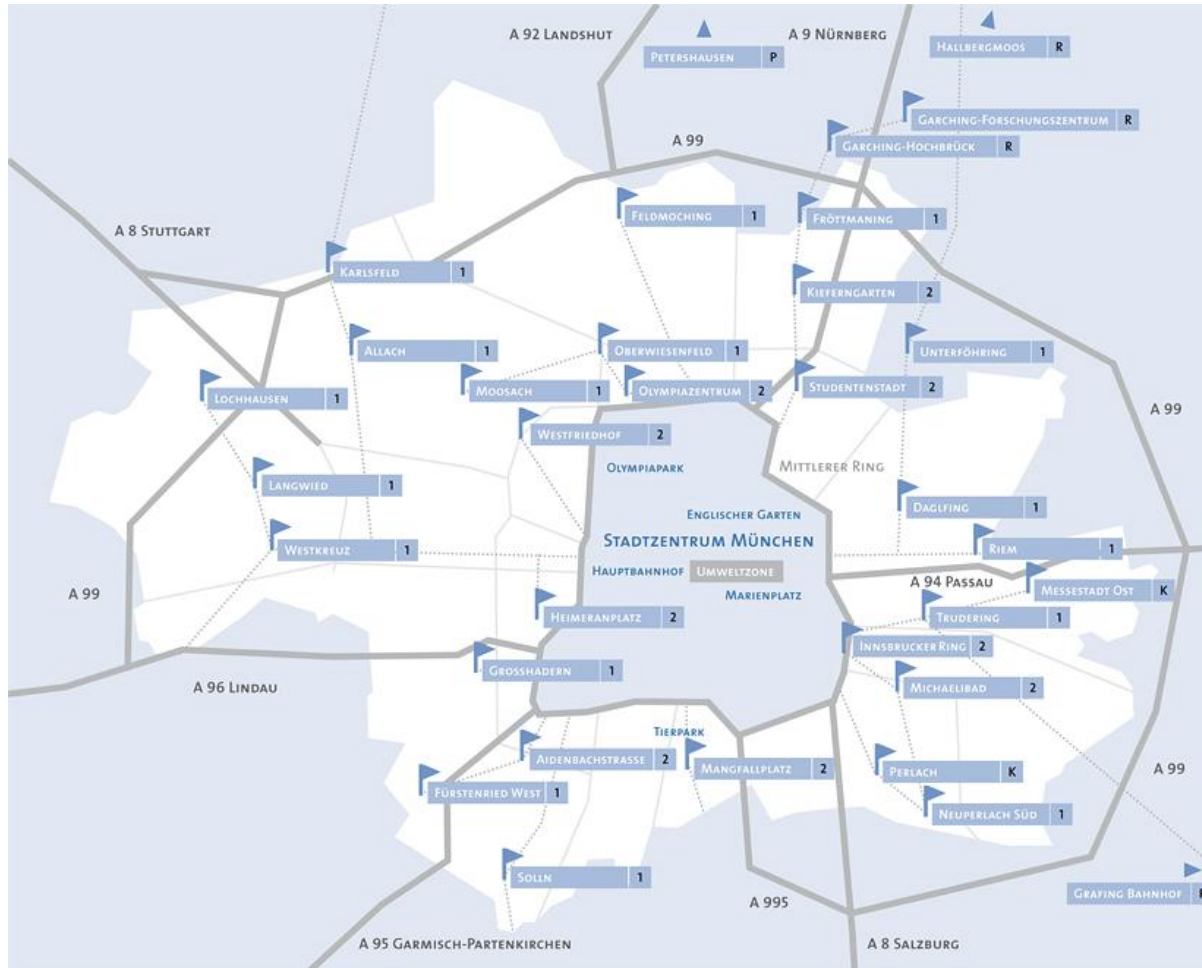 A 92 Landshut
A 9 Nürnberg
Petershausen P
Hallbergmoos R
Garching-Forschungszentrum R
Garching-Hochbrück R
A 99
Feldmoching 1
Fröttmaning 1
A 8 Stuttgart
Karlsfeld 1
Kieferngarten 2
Allach 1
Oberwiesenfeld 1
Unterföhring 1
Lochhausen 1
Moosach 1
Olympiazentrum 2
Studentenstadt 2
A 99
Westfriedhof 2
Olympiapark
Mittlerer Ring
Langwied 1
Englischer Garten
Daglfing 1
Stadtzentrum München
Westkreuz 1
Riem 1
Hauptbahnhof
Umweltzone
A 94 Passau
Messestadt Ost K
A 99
Marienplatz
Heimeranplatz 2
Trudering 1
Innsbrucker Ring 2
Grosshadern 1
A 96 Lindau
Michaelibad 2
Tierpark
Aidenbachstrasse 2
Mangfallplatz 2
Perlach K
A 99
Fürstenried West 1
Neuperlach Süd 1
Solln 1
Grafing Bahnhof
A 995
A 95 Garmisch-Partenkirchen
A 8 Salzburg